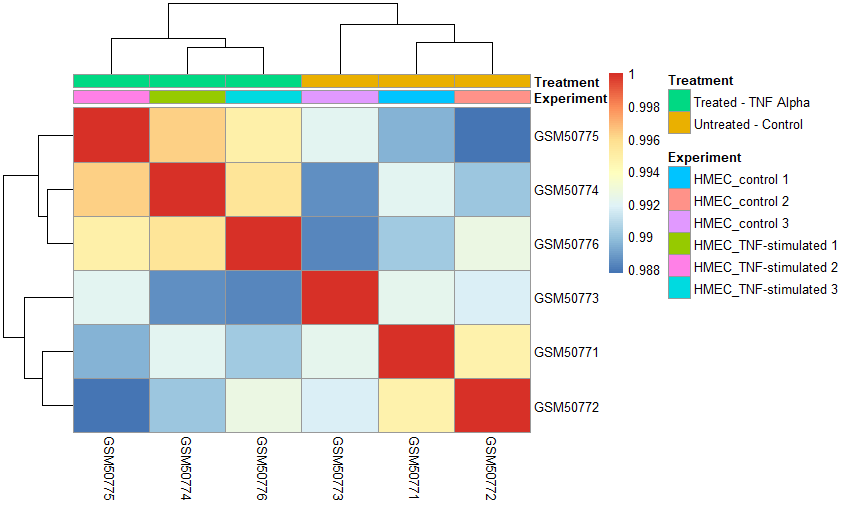 Treatment
Experiment
GSM50775
GSM50774
GSM50776
GSM50773
GSM50771
GSM50772
GSM50775
GSM50774
GSM50776
GSM50773
GSM50771
GSM50772
1
0.998
0.996
0.994
0.992
0.99
0.988
Treatment
Treated - TNF Alpha
Untreated - Control
Experiment
HMEC_control 1
HMEC_control 2
HMEC_control 3
HMEC_TNF-stimulated 1
HMEC_TNF-stimulated 2
HMEC_TNF-stimulated 3